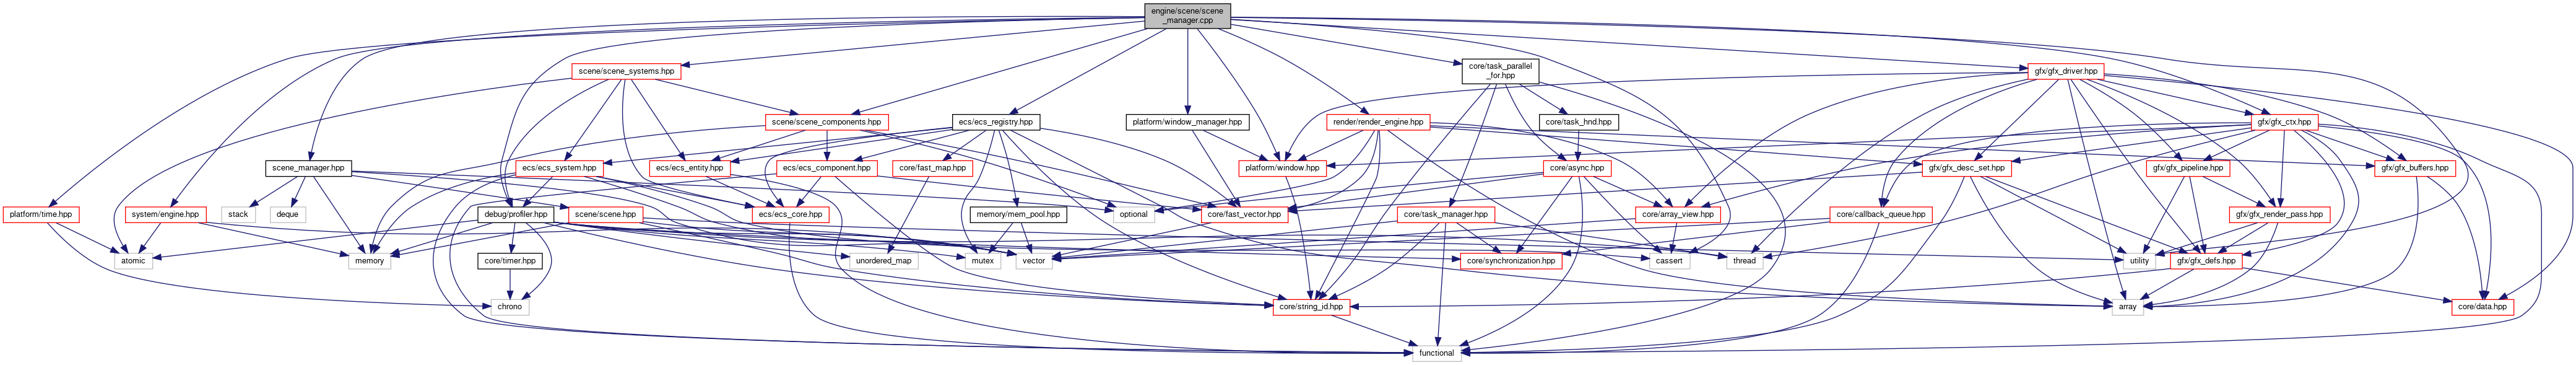 engine/scene/scene
_manager.cpp
core/task_parallel
_for.hpp
scene/scene_systems.hpp
gfx/gfx_driver.hpp
scene/scene_components.hpp
ecs/ecs_registry.hpp
platform/window_manager.hpp
render/render_engine.hpp
core/task_hnd.hpp
gfx/gfx_ctx.hpp
scene_manager.hpp
ecs/ecs_system.hpp
ecs/ecs_entity.hpp
ecs/ecs_component.hpp
core/fast_map.hpp
platform/window.hpp
core/async.hpp
gfx/gfx_desc_set.hpp
gfx/gfx_pipeline.hpp
gfx/gfx_buffers.hpp
platform/time.hpp
system/engine.hpp
stack
deque
debug/profiler.hpp
scene/scene.hpp
ecs/ecs_core.hpp
memory/mem_pool.hpp
optional
core/fast_vector.hpp
core/task_manager.hpp
core/array_view.hpp
core/callback_queue.hpp
gfx/gfx_render_pass.hpp
atomic
memory
core/timer.hpp
unordered_map
mutex
vector
core/synchronization.hpp
cassert
thread
utility
gfx/gfx_defs.hpp
chrono
core/string_id.hpp
array
core/data.hpp
functional